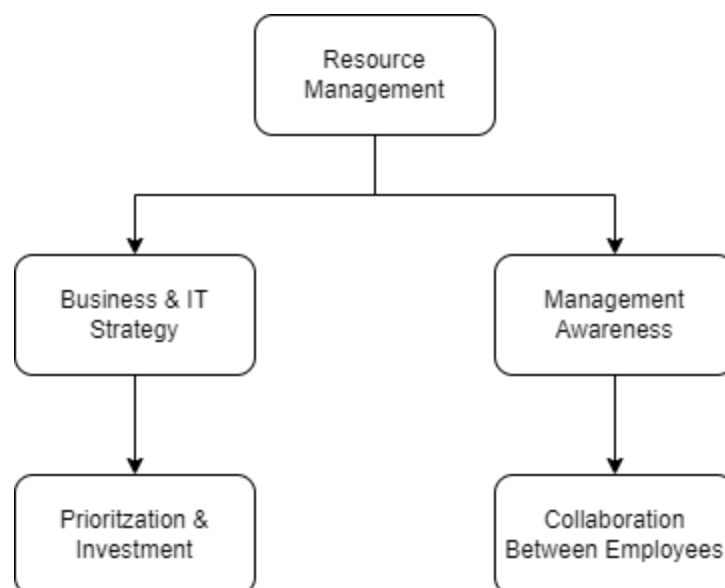 Resource
Management
Business & IT
Strategy
Management
Awareness
Prioritzation &
Investment
Collaboration
Between Employees